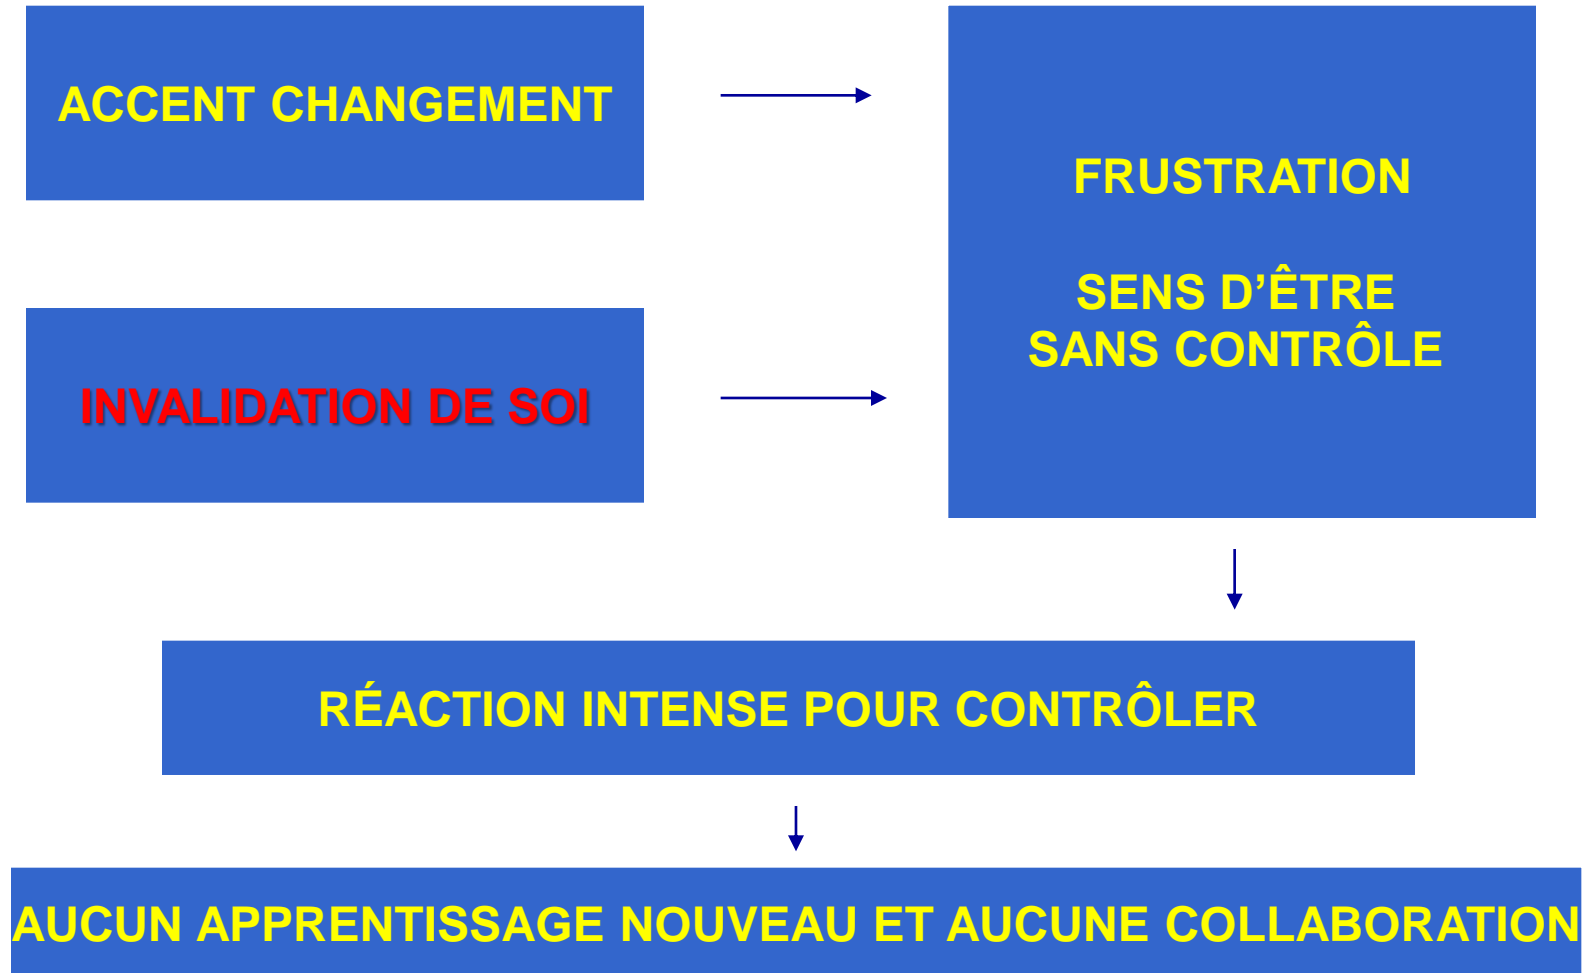 ACCENT CHANGEMENT
FRUSTRATION
SENS D’ÊTRE
SANS CONTRÔLE
INVALIDATION DE SOI
RÉACTION INTENSE POUR CONTRÔLER
AUCUN APPRENTISSAGE NOUVEAU ET AUCUNE COLLABORATION